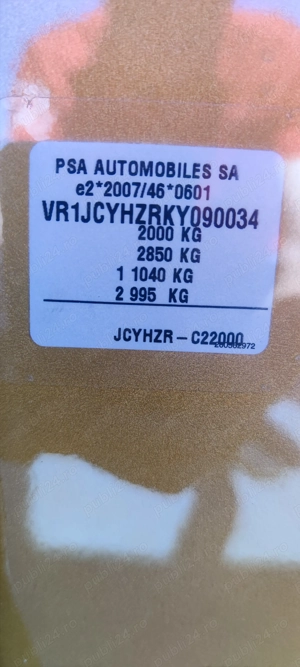 PSA AUTOMOBILES SA
e2*2007/46*0601
VR1JCYHZRKY090034
2000 KG
2850 KG
1 1040 KG
2 995 KG
JCYHZR - C22000